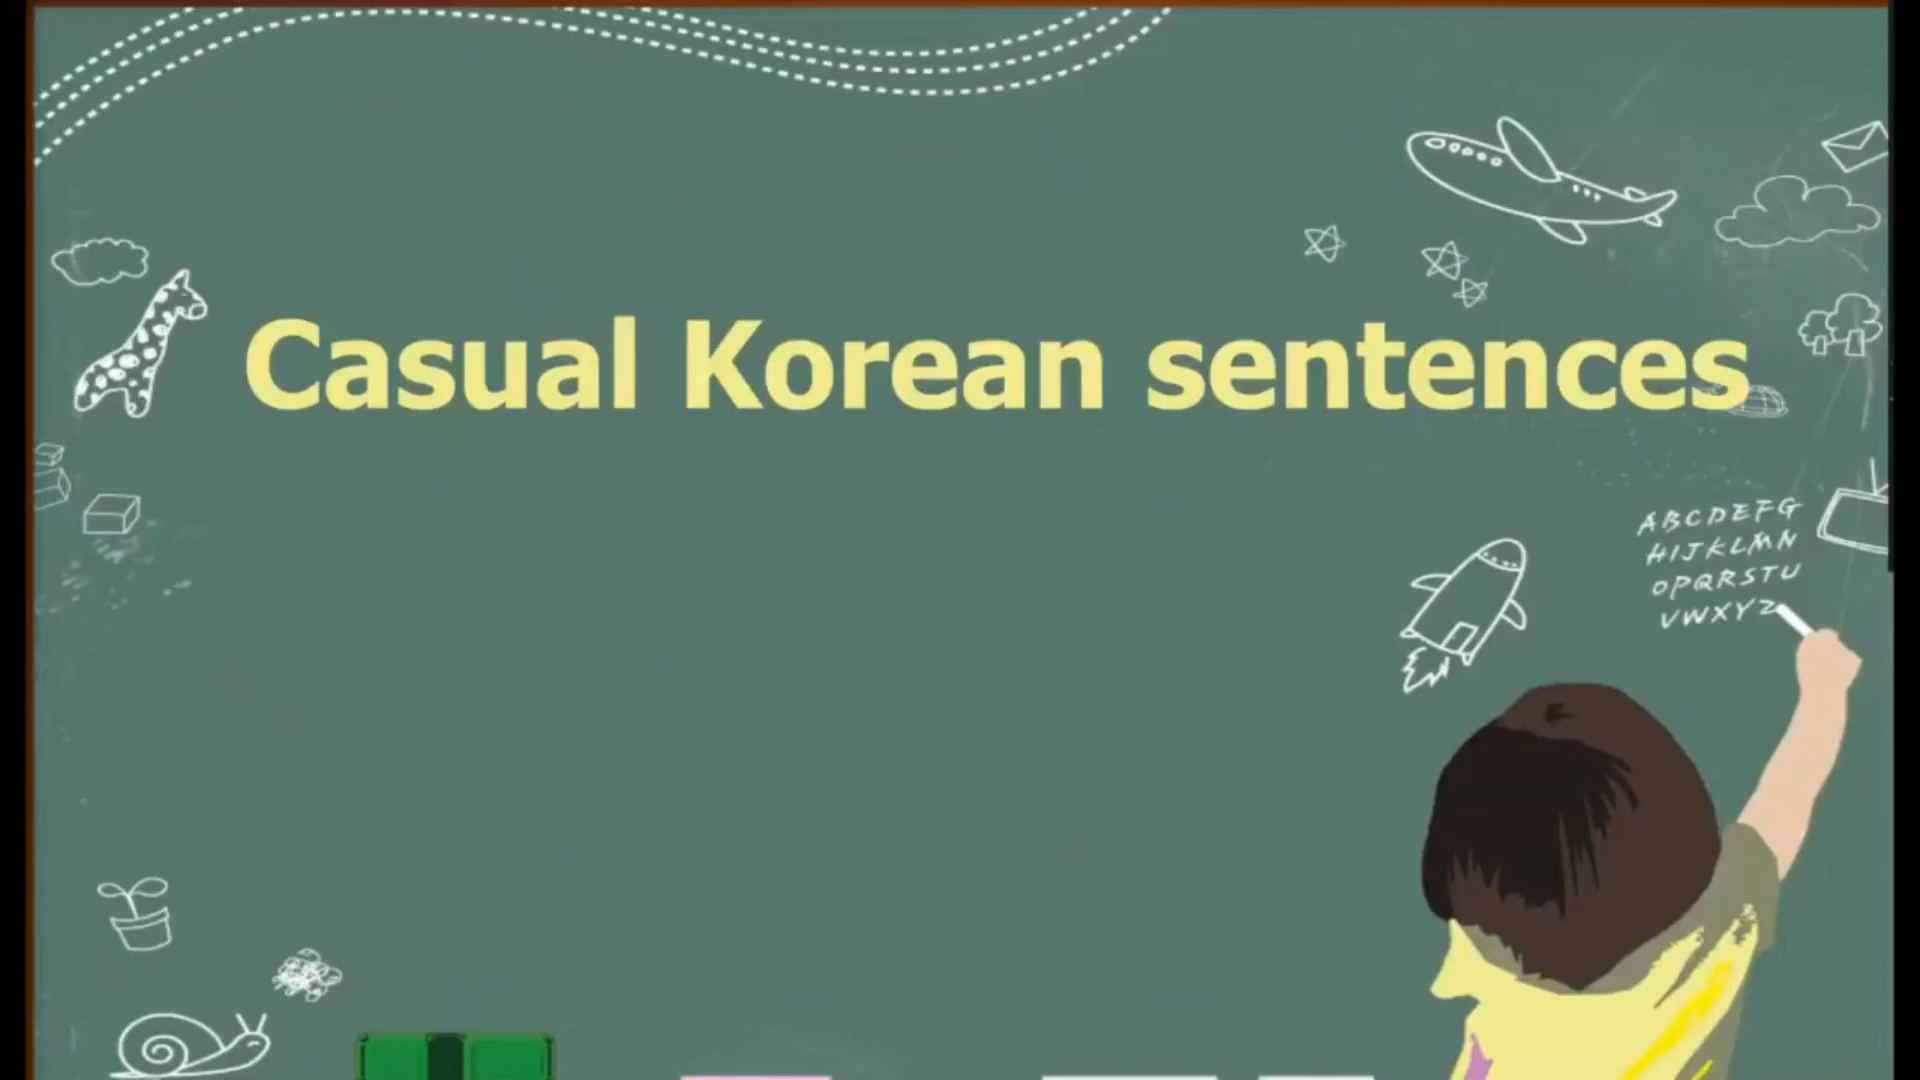 Casual Korean sentences
ABCDEFG
HIJKLMN
OPQRSTU
VWXYZ